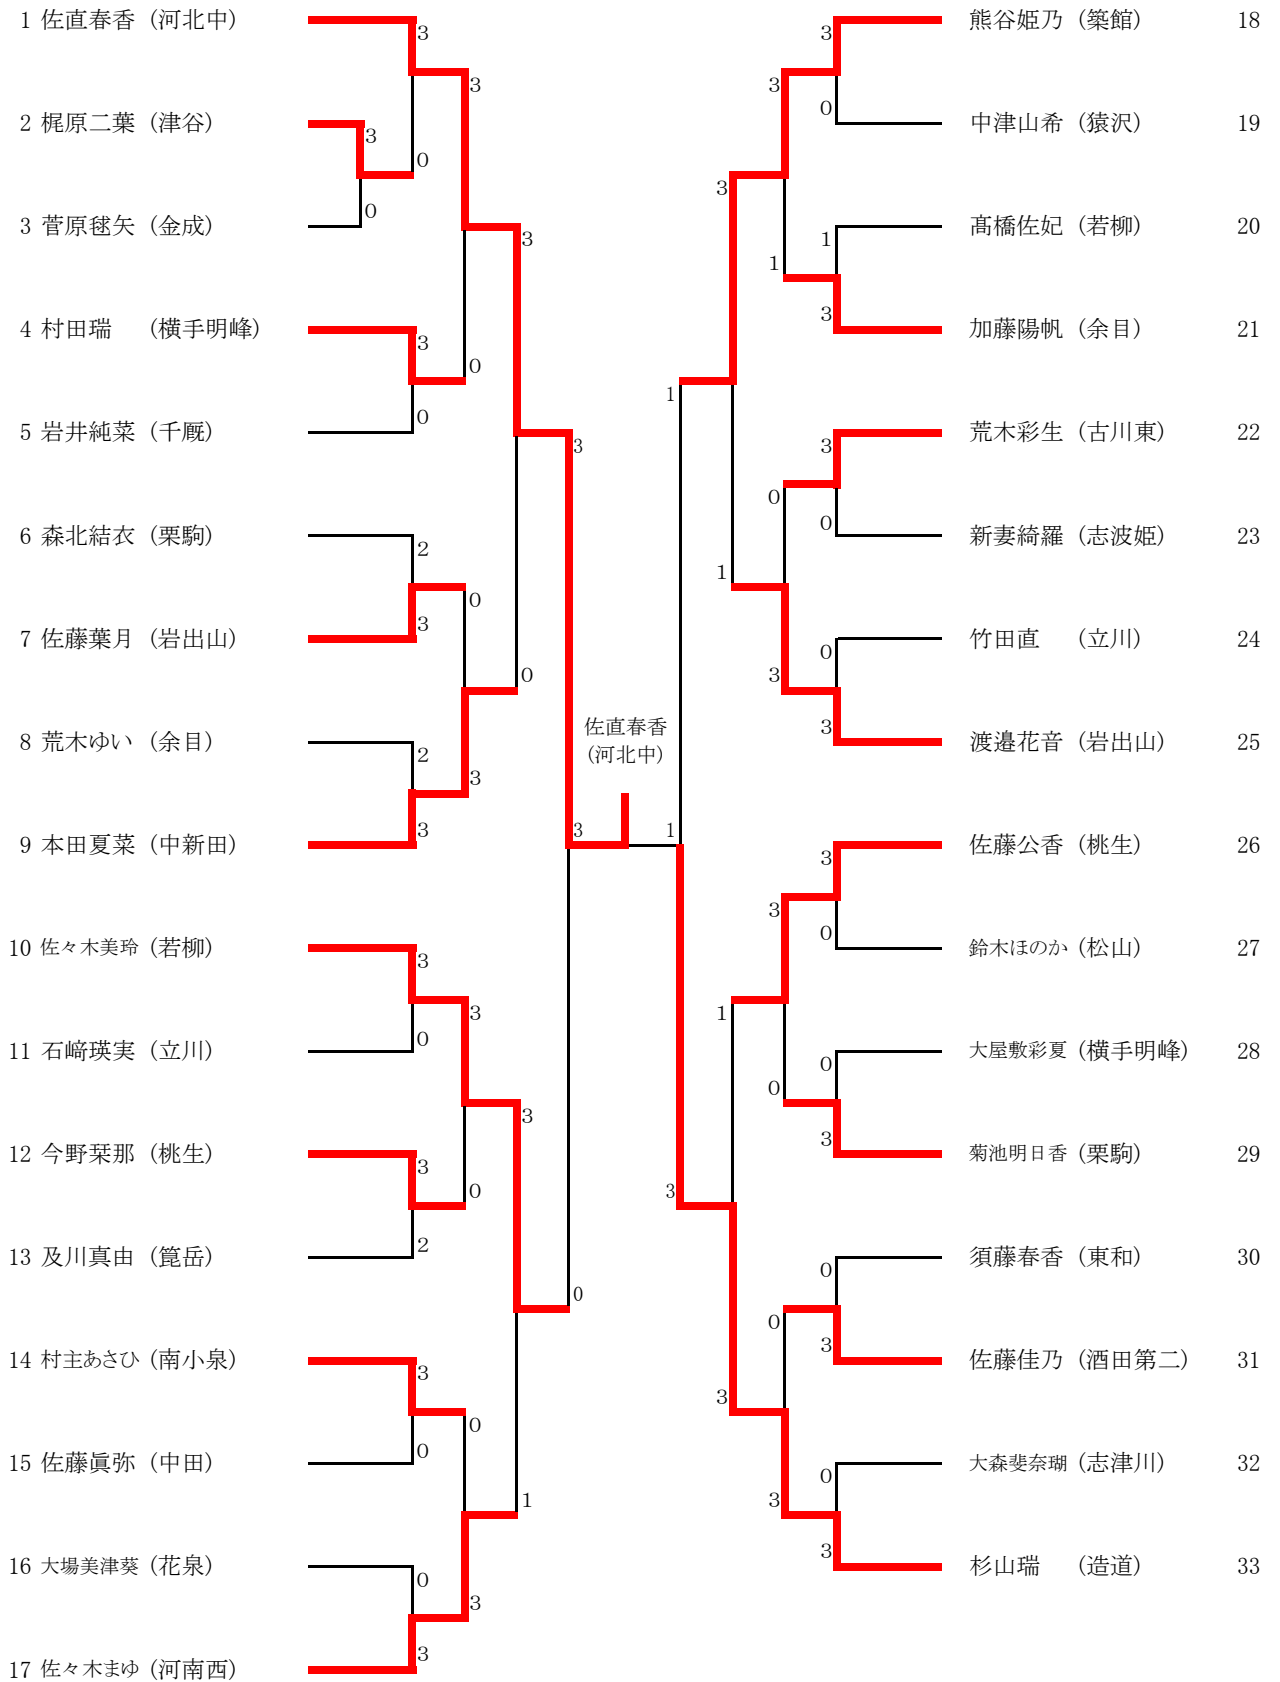 1 佐直春香 (河北中)
2 梶原二葉 (津谷)
3 菅原毬矢 (金成)
4 村田瑞 (横手明峰)
5 岩井純菜 (千厩)
6 森北結衣 (栗駒)
7 佐藤葉月 (岩出山)
8 荒木ゆい (余目)
9 本田夏菜 (中新田)
10 佐々木美玲 (若柳)
11 石﨑瑛実 (立川)
12 今野栞那 (桃生)
13 及川真由 (箟岳)
14 村主あさひ (南小泉)
15 佐藤眞弥 (中田)
16 大場美津葵 (花泉)
17 佐々木まゆ (河南西)
3
3
3
0
0
3
0
0
3
2
3
0
2
3
3
0
3
0
3
3
2
0
3
3
0
0
0
1
3
3
3
0
佐直春香
(河北中)
3
1
1
3
3
1
1
3
3
1
0
3
3
0
0
3
3
0
1
3
3
0
0
3
3
0
0
3
0
3
0
3
熊谷姫乃 (築館) 18
中津山希 (猿沢) 19
髙橋佐妃 (若柳) 20
加藤陽帆 (余目) 21
荒木彩生 (古川東) 22
新妻綺羅 (志波姫) 23
竹田直 (立川) 24
渡邉花音 (岩出山) 25
佐藤公香 (桃生) 26
鈴木ほのか (松山) 27
大屋敷彩夏 (横手明峰) 28
菊池明日香 (栗駒) 29
須藤春香 (東和) 30
佐藤佳乃 (酒田第二) 31
大森斐奈瑚 (志津川) 32
杉山瑞 (造道) 33